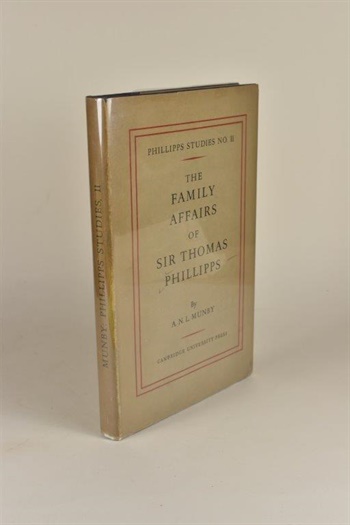 MUNBY PHILLIPPS STUDIES II
PHILLIPPS STUDIES NO. II
THE
FAMILY
AFFAIRS
OF
SIR THOMAS
PHILLIPPS
By
A.N.L. MUNBY
CAMBRIDGE UNIVERSITY PRESS